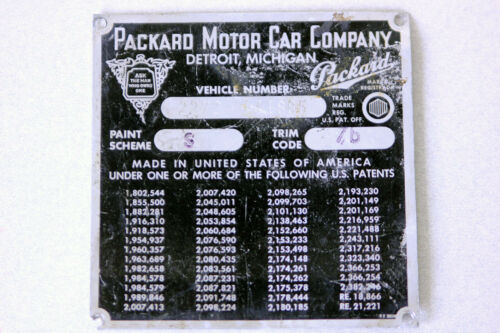 PACKARD MOTOR CAR COMPANY
DETROIT, MICHIGAN.
ASK
THE MAN
WHO OWNS
ONE
Packard
VEHICLE NUMBER
TRADE
MARKS
REG.
U.S. PAT. OFF.
PAINT
SCHEME
S
TRIM
CODE
76
MADE IN UNITED STATES OF AMERICA
UNDER ONE OR MORE OF THE FOLLOWING U.S. PATENTS
1,802,544 2,007,420 2,098,265 2,193,230
1,855,500 2,045,011 2,099,703 2,201,149
1,882,281 2,048,605 2,101,130 2,201,169
1,916,310 2,053,854 2,138,463 2,216,959
1,918,573 2,060,684 2,152,660 2,221,488
1,954,937 2,076,590 2,153,233 2,243,111
1,960,357 2,076,593 2,153,498 2,317,216
1,963,689 2,080,435 2,174,148 2,323,340
1,982,658 2,083,561 2,174,261 2,366,253
1,984,578 2,087,231 2,174,262 2,366,254
1,984,579 2,087,251 2,175,378 2,382,246
1,989,846 2,091,748 2,178,444 RE. 18,866
2,007,413 2,098,224 2,180,185 RE. 21,221